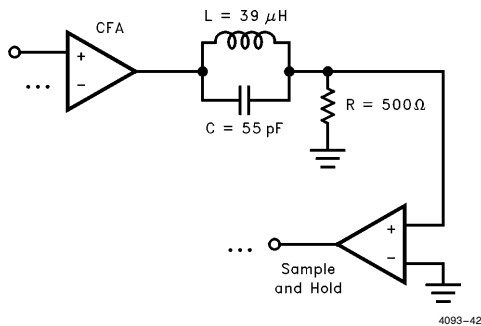 CFA
L = 39 μH
+
−
C = 55 pF
R = 500Ω
+
−
Sample
and Hold
4093–42